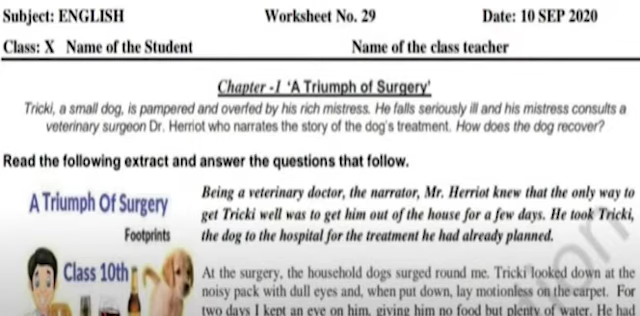 Subject: ENGLISH Worksheet No. 29 Date: 10 SEP 2020
Class: X Name of the Student Name of the class teacher
Chapter -1 ‘A Triumph of Surgery’
Tricki, a small dog, is pampered and overfed by his rich mistress. He falls seriously ill and his mistress consults a
veterinary surgeon Dr. Herriot who narrates the story of the dog's treatment. How does the dog recover?
Read the following extract and answer the questions that follow.
A Triumph Of Surgery
Footprints
Class 10th
Being a veterinary doctor, the narrator, Mr. Herriot knew that the only way to
get Tricki well was to get him out of the house for a few days. He took Tricki,
the dog to the hospital for the treatment he had already planned.
At the surgery, the household dogs surged round me. Tricki looked down at the
noisy pack with dull eyes and, when put down, lay motionless on the carpet. For
two days I kept an eye on him, giving him no food but plenty of water. He had